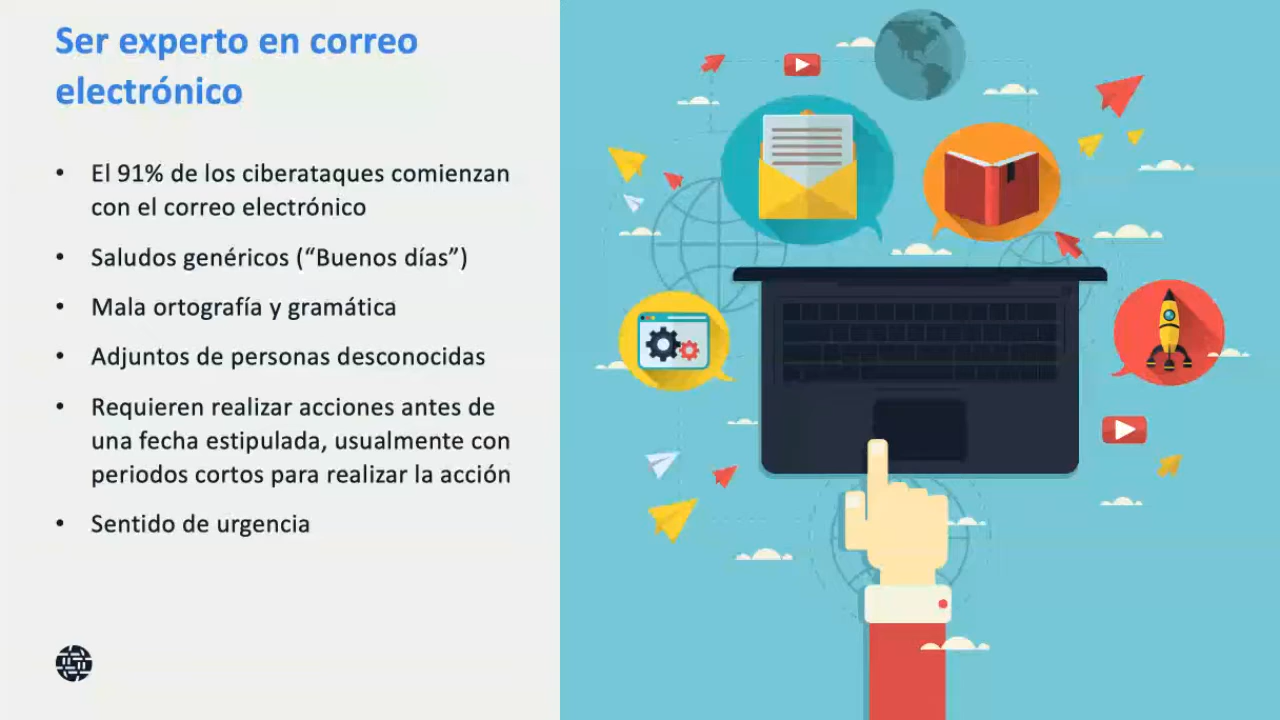 Ser experto en correo
electrónico
• El 91% de los ciberataques comienzan
con el correo electrónico
• Saludos genéricos (“Buenos días”)
• Mala ortografía y gramática
• Adjuntos de personas desconocidas
• Requieren realizar acciones antes de
una fecha estipulada, usualmente con
periodos cortos para realizar la acción
• Sentido de urgencia